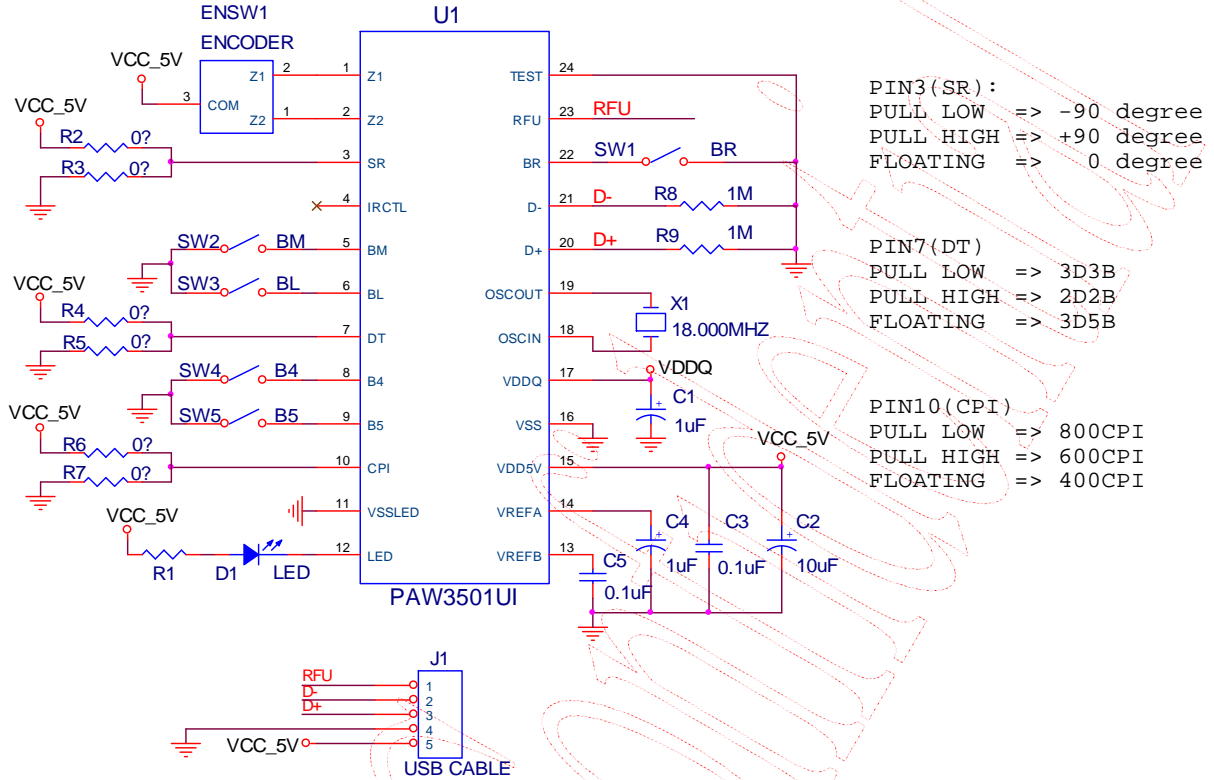 ENSW1
ENCODER
U1
VCC_5V
Z1 2 1 Z1
3 COM
Z2 1 2 Z2
VCC_5V
R2 0?
R3 0?
3 SR
4 IRCTL
SW2 BM 5 BM
SW3 BL 6 BL
VCC_5V
R4 0?
R5 0?
7 DT
SW4 B4 8 B4
SW5 B5 9 B5
VCC_5V
R6 0?
R7 0?
10 CPI
11 VSSLED
VCC_5V
R1 D1 LED 12 LED
PAW3501UI
TEST 24
RFU 23 RFU
BR 22 SW1 BR
D- 21 D- R8 1M
D+ 20 D+ R9 1M
OSCOUT 19
X1
18.000MHZ
OSCIN 18
VDDQ 17 VDDQ
C1
1uF
VSS 16
VCC_5V
VDD5V 15
VREFA 14
C4
1uF
C3
0.1uF
C2
10uF
VREFB 13
C5
0.1uF
PIN3(SR):
PULL LOW => -90 degree
PULL HIGH => +90 degree
FLOATING => 0 degree
PIN7(DT)
PULL LOW => 3D3B
PULL HIGH => 2D2B
FLOATING => 3D5B
PIN10(CPI)
PULL LOW => 800CPI
PULL HIGH => 600CPI
FLOATING => 400CPI
J1
RFU 1
D- 2
D+ 3
4
VCC_5V 5
USB CABLE